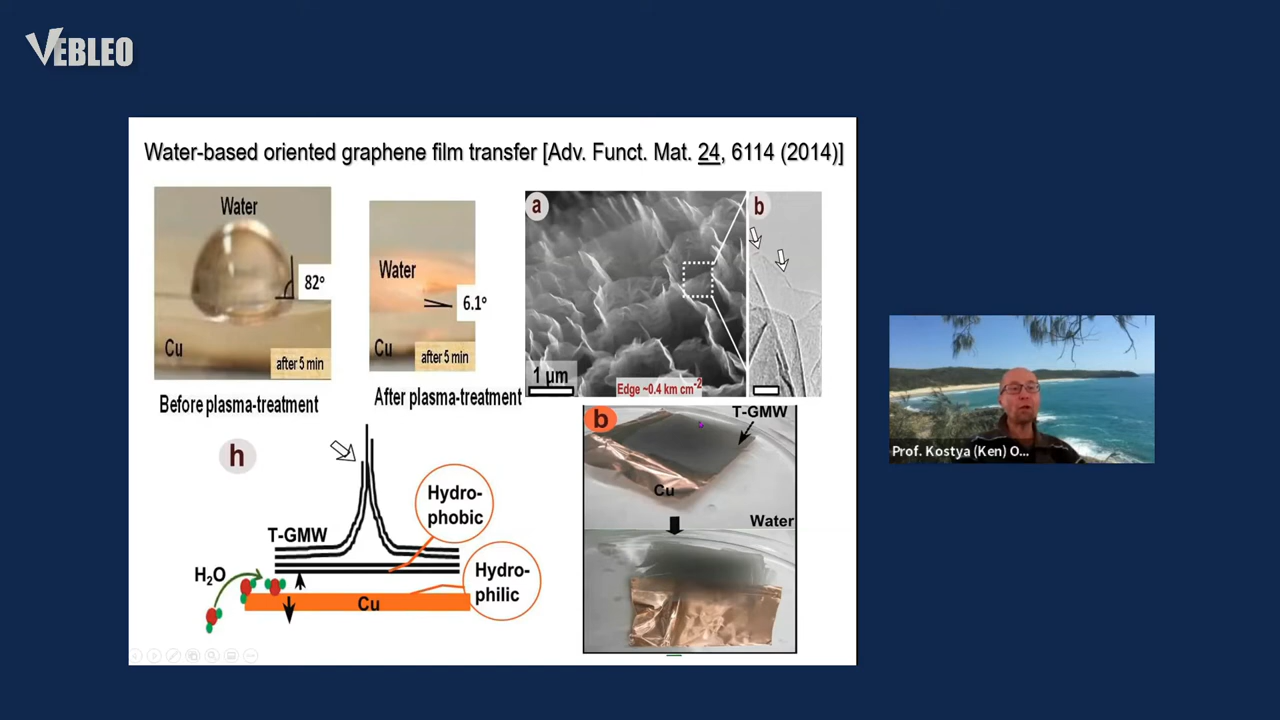 VEBLEO
Water-based oriented graphene film transfer [Adv. Funct. Mat. 24, 6114 (2014)]
Water
82°
Cu
after 5 min
Before plasma-treatment
Water
6.1°
Cu
after 5 min
After plasma-treatment
a
1 µm
Edge ~0.4 km cm-2
b
h
T-GMW
H2O
Cu
Hydro-
phobic
Hydro-
philic
b
T-GMW
Cu
Water
Prof. Kostya (Ken) O...